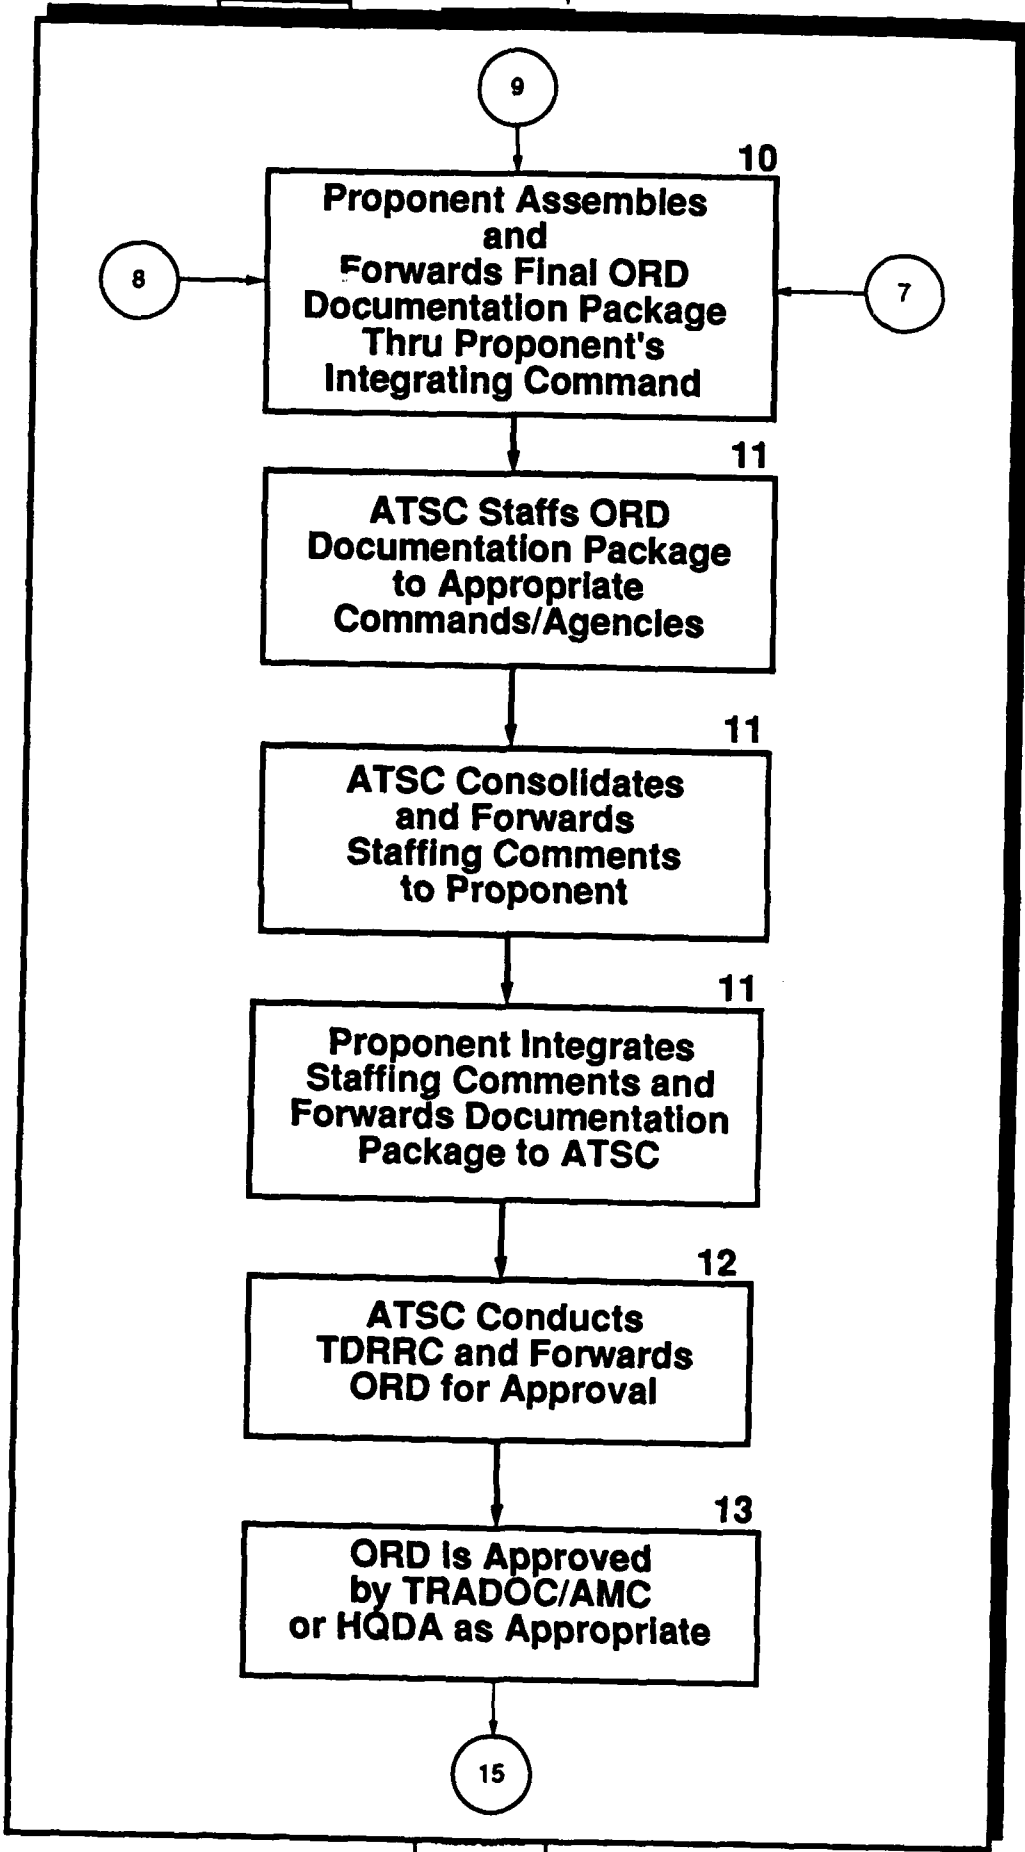 9
10
Proponent Assembles
and
Forwards Final ORD
Documentation Package
Thru Proponent's
Integrating Command
8
7
11
ATSC Staffs ORD
Documentation Package
to Appropriate
Commands/Agencies
11
ATSC Consolidates
and Forwards
Staffing Comments
to Proponent
11
Proponent Integrates
Staffing Comments and
Forwards Documentation
Package to ATSC
12
ATSC Conducts
TDRRC and Forwards
ORD for Approval
13
ORD is Approved
by TRADOC/AMC
or HQDA as Appropriate
15